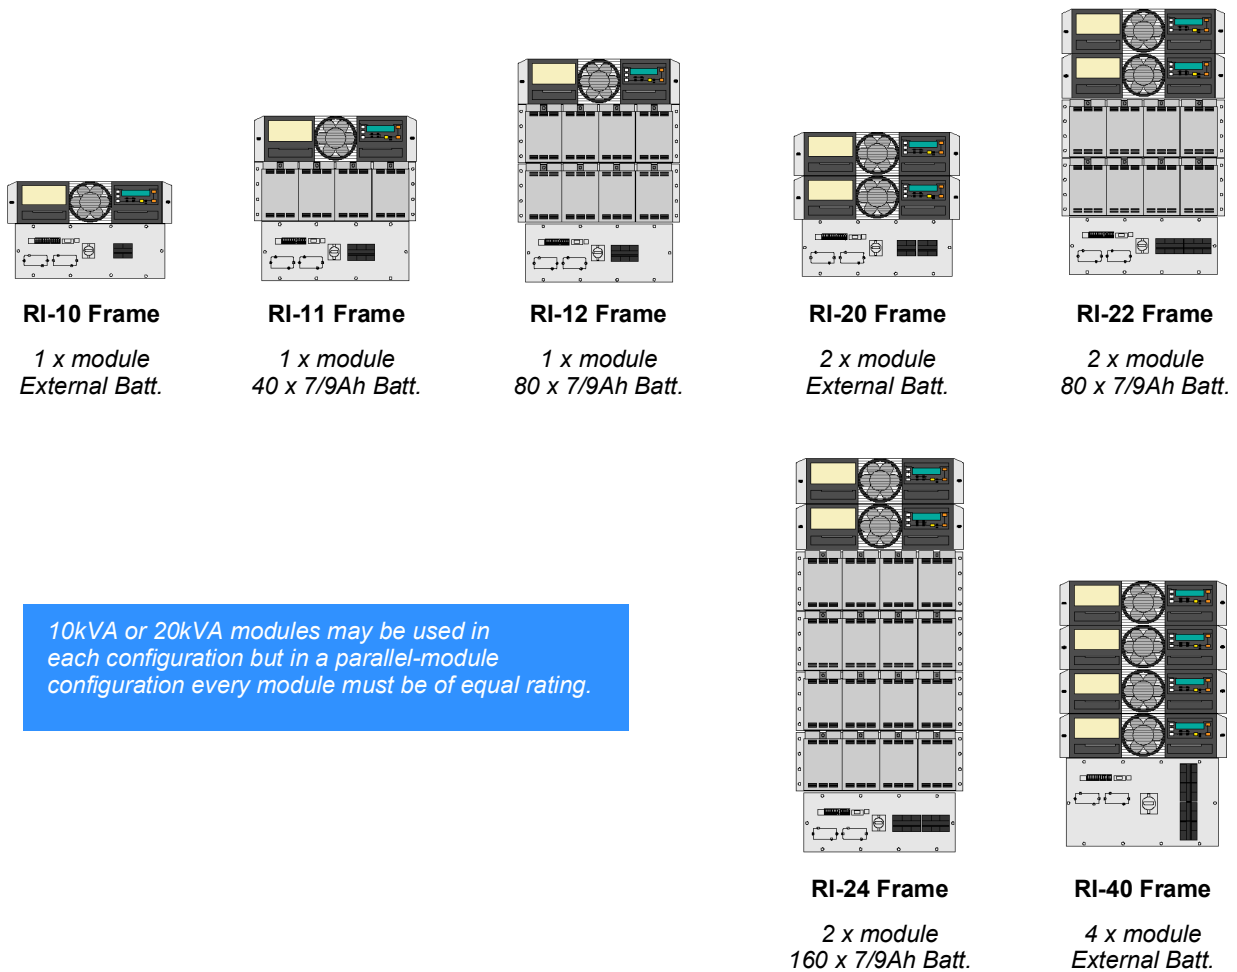 RI-10 Frame
1 x module
External Batt.
RI-11 Frame
1 x module
40 x 7/9Ah Batt.
RI-12 Frame
1 x module
80 x 7/9Ah Batt.
RI-20 Frame
2 x module
External Batt.
RI-22 Frame
2 x module
80 x 7/9Ah Batt.
10kVA or 20kVA modules may be used in
each configuration but in a parallel-module
configuration every module must be of equal rating.
RI-24 Frame
2 x module
160 x 7/9Ah Batt.
RI-40 Frame
4 x module
External Batt.